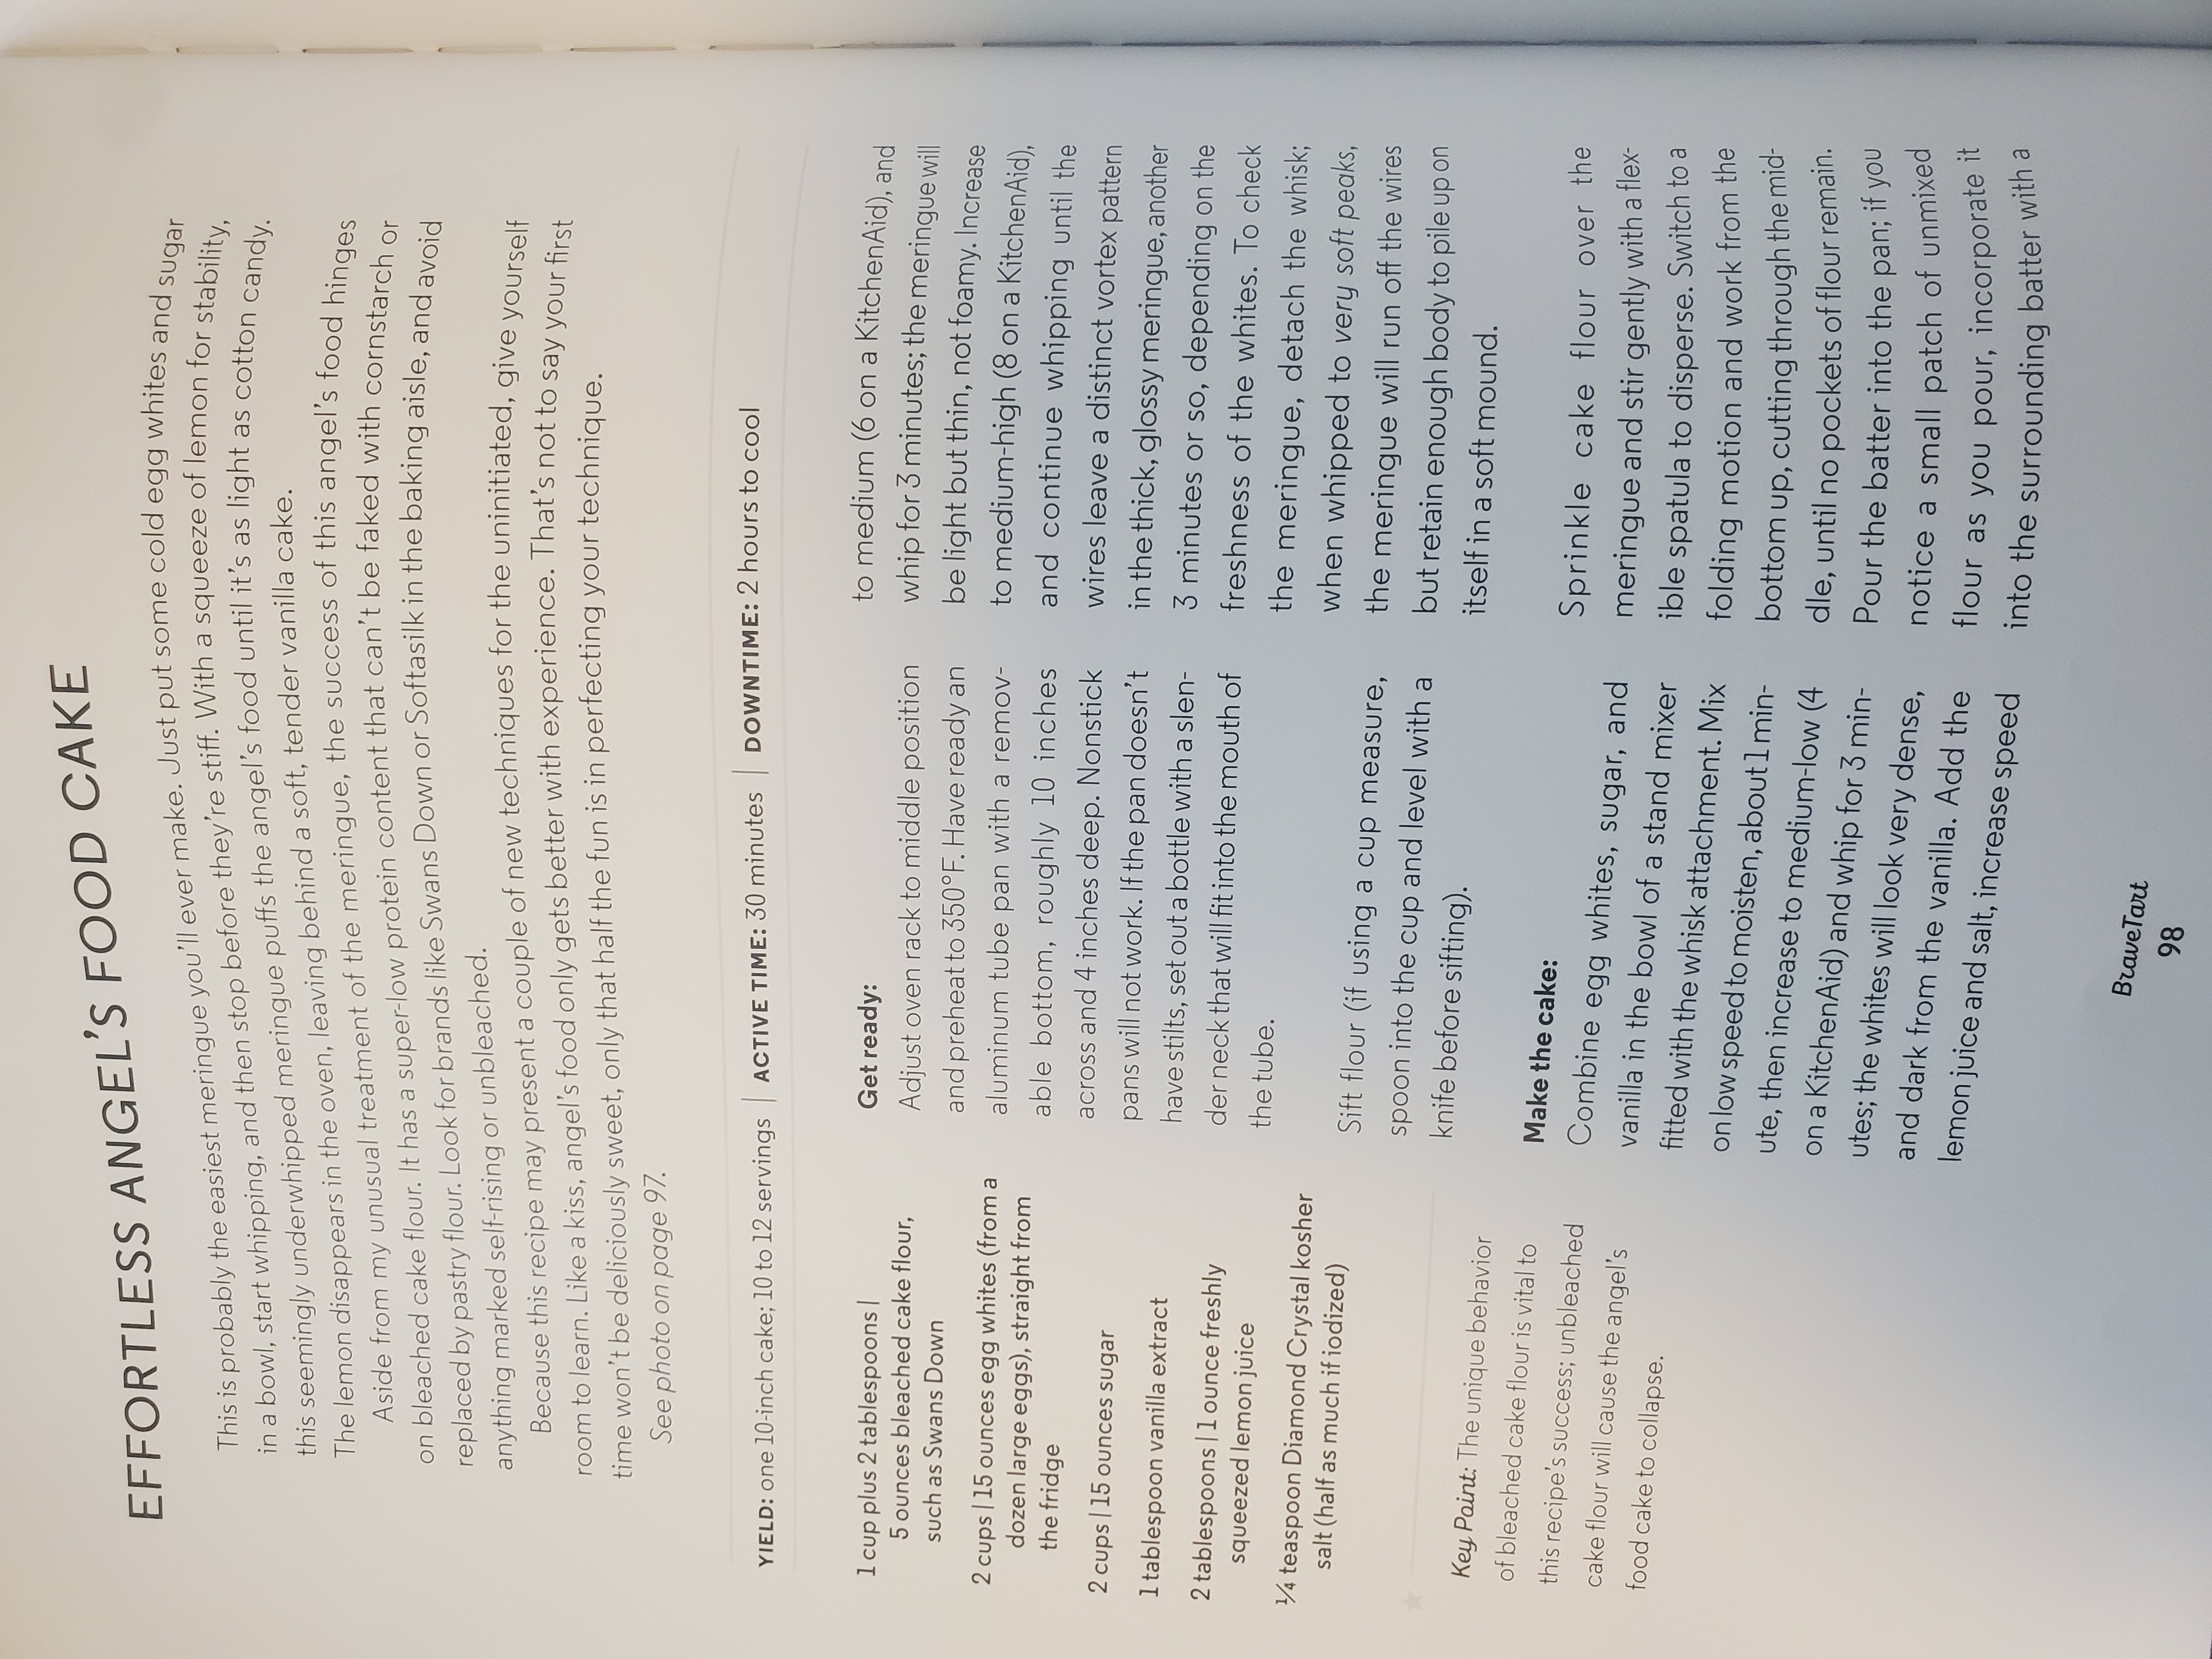 EFFORTLESS ANGEL'S FOOD CAKE
This is probably the easiest meringue you'll ever make. Just put some cold egg whites and sugar
in a bowl, start whipping, and then stop before they're stiff. With a squeeze of lemon for stability,
this seemingly underwhipped meringue puffs the angel's food until it's as light as cotton candy.
The lemon disappears in the oven, leaving behind a soft, tender vanilla cake.
Aside from my unusual treatment of the meringue, the success of this angel's food hinges
on bleached cake flour. It has a super-low protein content that can't be faked with cornstarch or
replaced by pastry flour. Look for brands like Swans Down or Softasilk in the baking aisle, and avoid
anything marked self-rising or unbleached.
Because this recipe may present a couple of new techniques for the uninitiated, give yourself
room to learn. Like a kiss, angel's food only gets better with experience. That's not to say your first
time won't be deliciously sweet, only that half the fun is in perfecting your technique.
See photo on page 97.
YIELD: one 10-inch cake; 10 to 12 servings | ACTIVE TIME: 30 minutes | DOWNTIME: 2 hours to cool
1 cup plus 2 tablespoons |
5 ounces bleached cake flour,
such as Swans Down
2 cups | 15 ounces egg whites (from a
dozen large eggs), straight from
the fridge
2 cups | 15 ounces sugar
1 tablespoon vanilla extract
2 tablespoons | 1 ounce freshly
squeezed lemon juice
¼ teaspoon Diamond Crystal kosher
salt (half as much if iodized)
Key Point: The unique behavior
of bleached cake flour is vital to
this recipe's success; unbleached
cake flour will cause the angel's
food cake to collapse.
Get ready:
Adjust oven rack to middle position
and preheat to 350°F. Have ready an
aluminum tube pan with a remov-
able bottom, roughly 10 inches
across and 4 inches deep. Nonstick
pans will not work. If the pan doesn't
have stilts, set out a bottle with a slen-
der neck that will fit into the mouth of
the tube.
Sift flour (if using a cup measure,
spoon into the cup and level with a
knife before sifting).
Make the cake:
Combine egg whites, sugar, and
vanilla in the bowl of a stand mixer
fitted with the whisk attachment. Mix
on low speed to moisten, about 1 min-
ute, then increase to medium-low (4
on a KitchenAid) and whip for 3 min-
utes; the whites will look very dense,
and dark from the vanilla. Add the
lemon juice and salt, increase speed
to medium (6 on a KitchenAid), and
whip for 3 minutes; the meringue will
be light but thin, not foamy. Increase
to medium-high (8 on a KitchenAid),
and continue whipping until the
wires leave a distinct vortex pattern
in the thick, glossy meringue, another
3 minutes or so, depending on the
freshness of the whites. To check
the meringue, detach the whisk;
when whipped to very soft peaks,
the meringue will run off the wires
but retain enough body to pile up on
itself in a soft mound.
Sprinkle cake flour over the
meringue and stir gently with a flex-
ible spatula to disperse. Switch to a
folding motion and work from the
bottom up, cutting through the mid-
dle, until no pockets of flour remain.
Pour the batter into the pan; if you
notice a small patch of unmixed
flour as you pour, incorporate it
into the surrounding batter with a
BraveTart
98